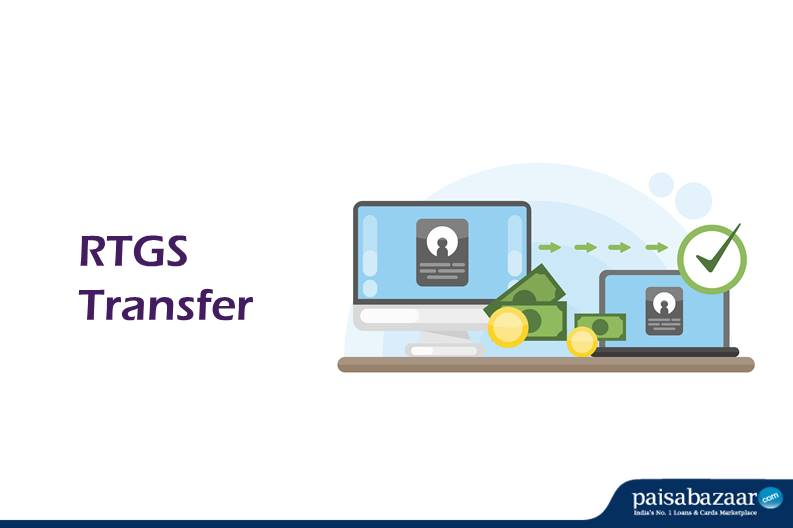 RTGS
Transfer
paisabazaar.com
India's No. 1 Loans & Cards Marketplace